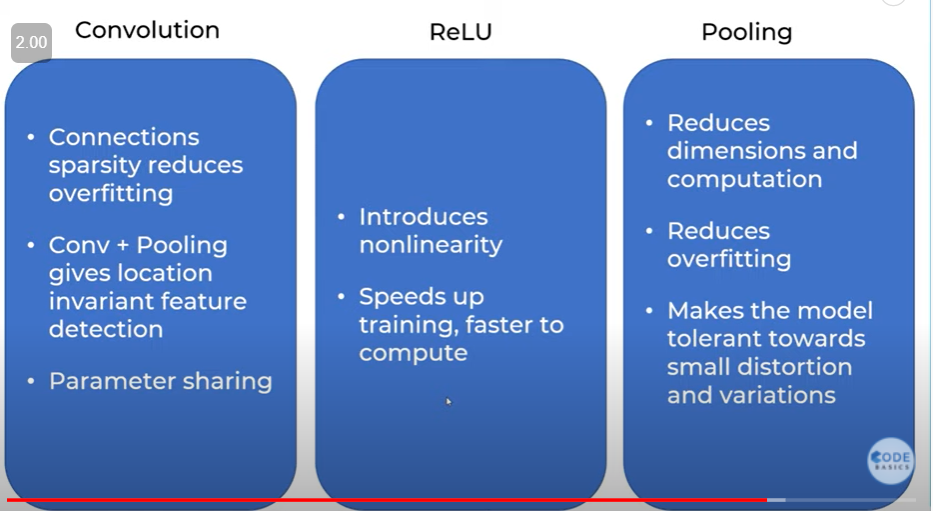 2.00
Convolution
ReLU
Pooling
• Connections
sparsity reduces
overfitting
• Conv + Pooling
gives location
invariant feature
detection
• Parameter sharing
• Introduces
nonlinearity
• Speeds up
training, faster to
compute
• Reduces
dimensions and
computation
• Reduces
overfitting
• Makes the model
tolerant towards
small distortion
and variations
CODE
BASICS